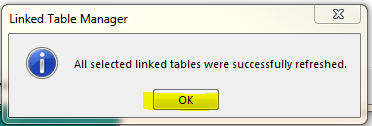 Linked Table Manager
All selected linked tables were successfully refreshed.
OK